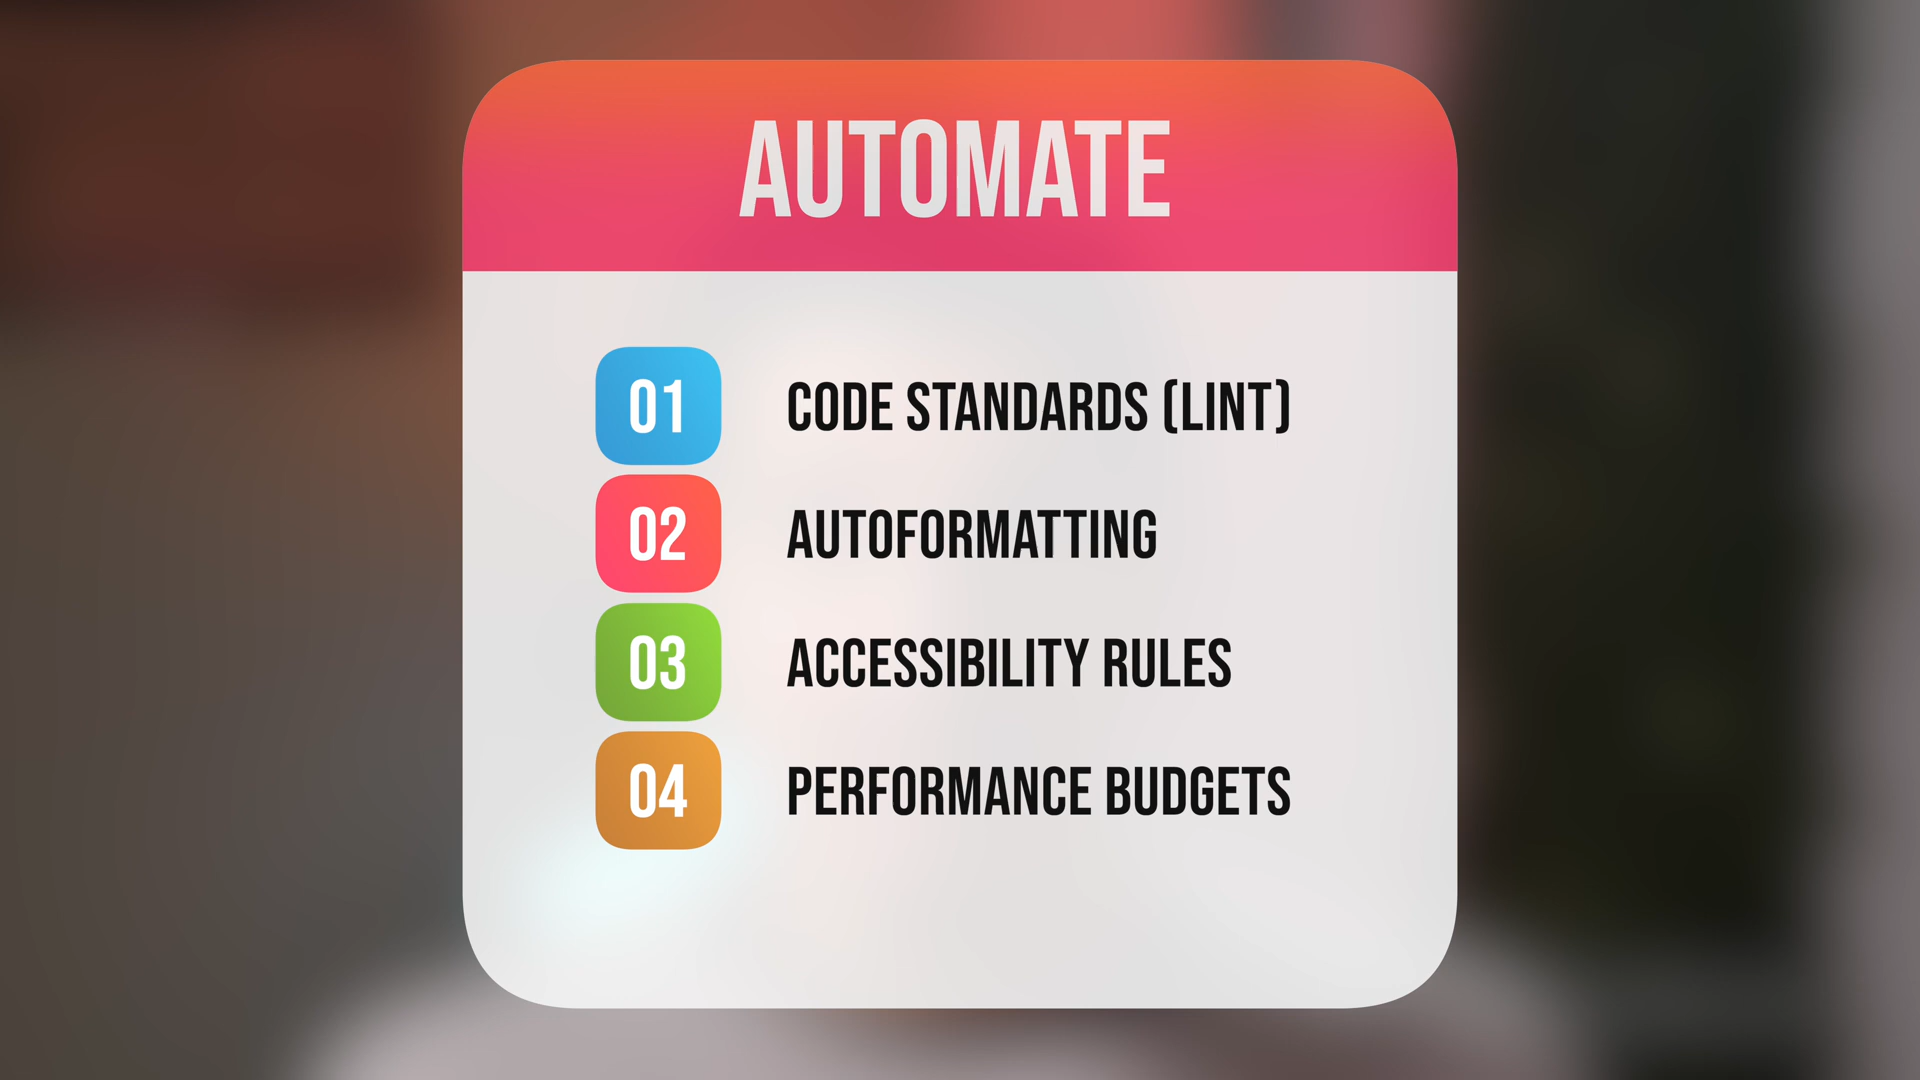 AUTOMATE
01 CODE STANDARDS (LINT)
02 AUTOFORMATTING
03 ACCESSIBILITY RULES
04 PERFORMANCE BUDGETS